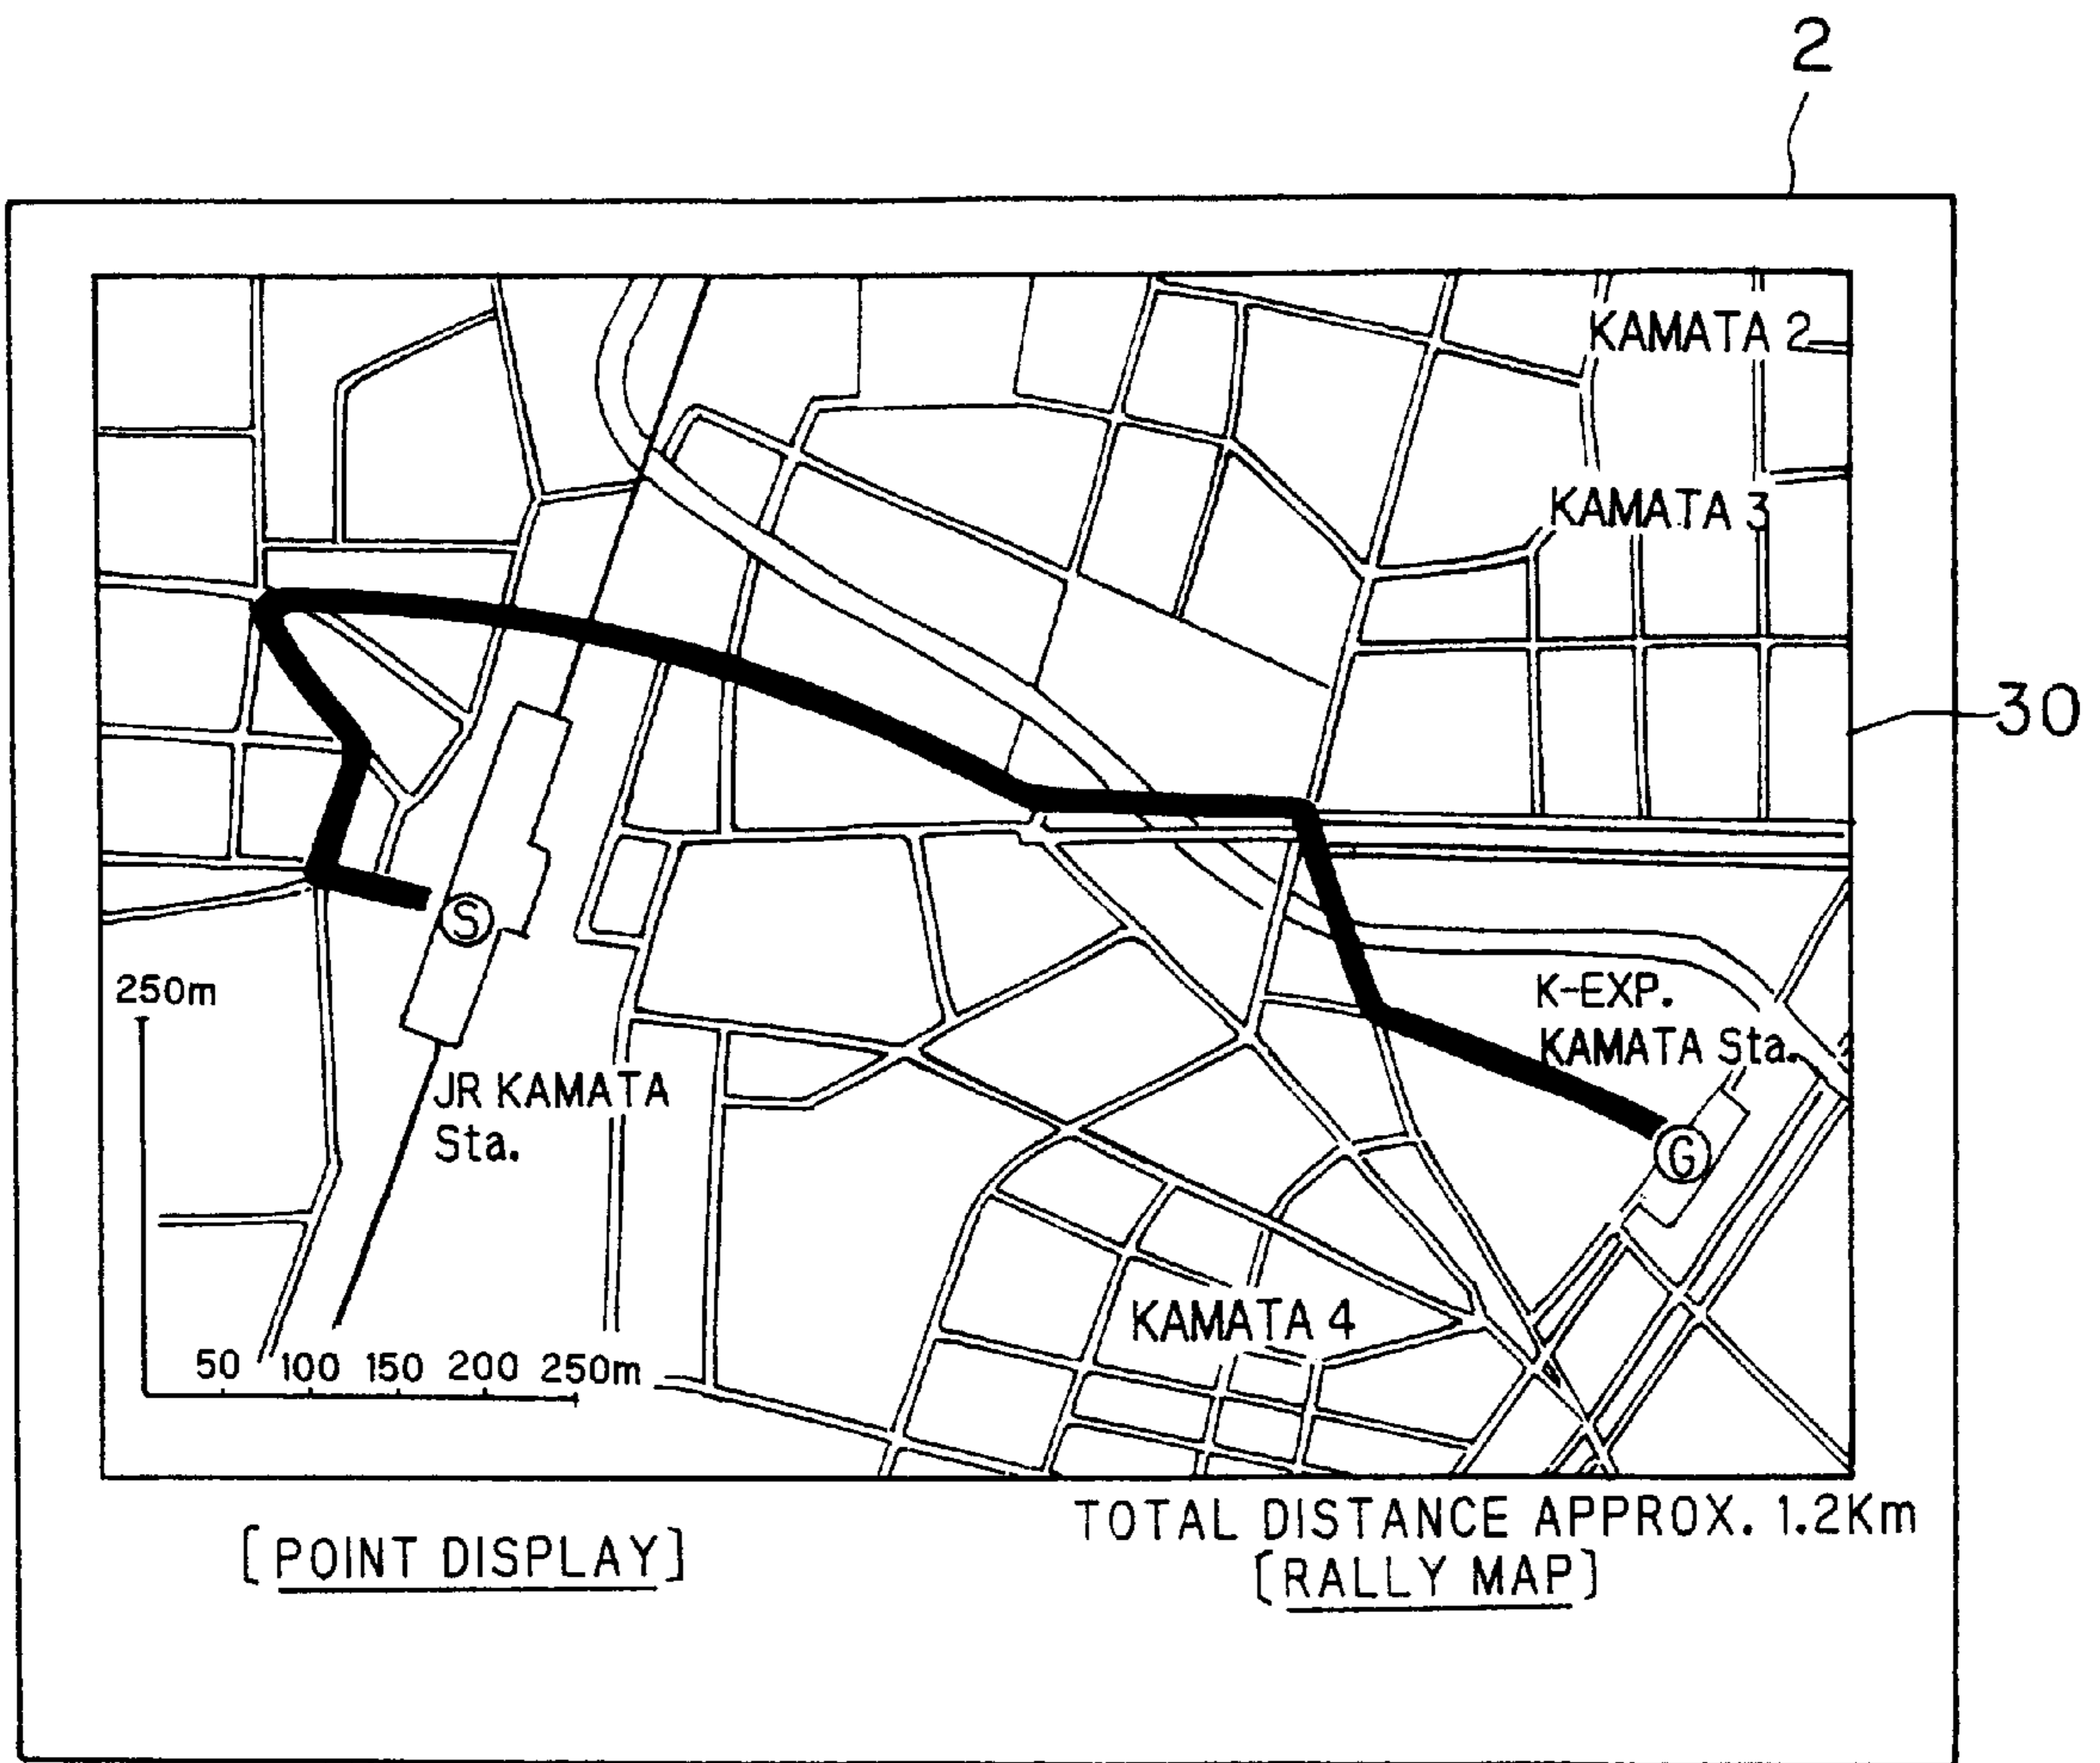 2
KAMATA 2
KAMATA 3
30
S
250m
K-EXP.
KAMATA Sta.
JR KAMATA
Sta.
G
KAMATA 4
50 100 150 200 250m
TOTAL DISTANCE APPROX. 1.2Km
[POINT DISPLAY]
[RALLY MAP]